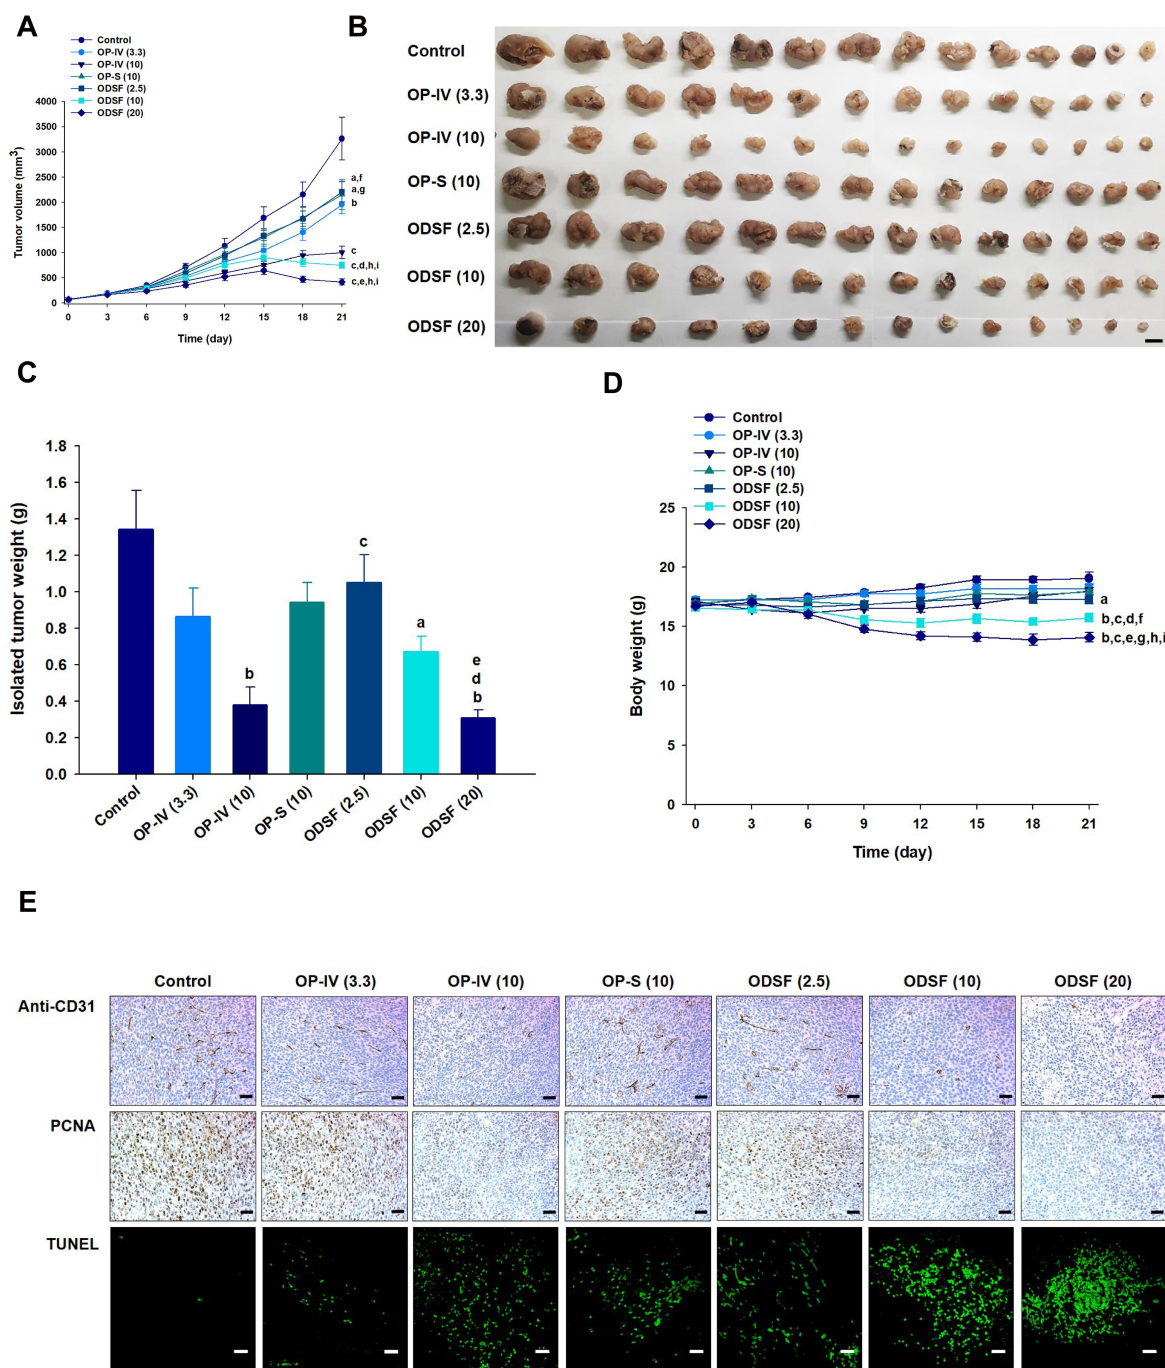 A
Control
OP-IV (3.3)
OP-IV (10)
OP-S (10)
ODSF (2.5)
ODSF (10)
ODSF (20)
Tumor volume (mm³)
4000
3500
3000
2500
2000
1500
1000
500
0
0 3 6 9 12 15 18 21
Time (day)
a,f
a,g
b
c
c,d,h,i
c,e,h,i
B
Control
OP-IV (3.3)
OP-IV (10)
OP-S (10)
ODSF (2.5)
ODSF (10)
ODSF (20)
C
Isolated tumor weight (g)
1.8
1.6
1.4
1.2
1.0
0.8
0.6
0.4
0.2
0.0
b
c
a
e
d
b
Control OP-IV (3.3) OP-IV (10) OP-S (10) ODSF (2.5) ODSF (10) ODSF (20)
D
Control
OP-IV (3.3)
OP-IV (10)
OP-S (10)
ODSF (2.5)
ODSF (10)
ODSF (20)
Body weight (g)
25
20
15
10
5
0
0 3 6 9 12 15 18 21
Time (day)
a
b,c,d,f
b,c,e,g,h,i
E
Control OP-IV (3.3) OP-IV (10) OP-S (10) ODSF (2.5) ODSF (10) ODSF (20)
Anti-CD31
PCNA
TUNEL